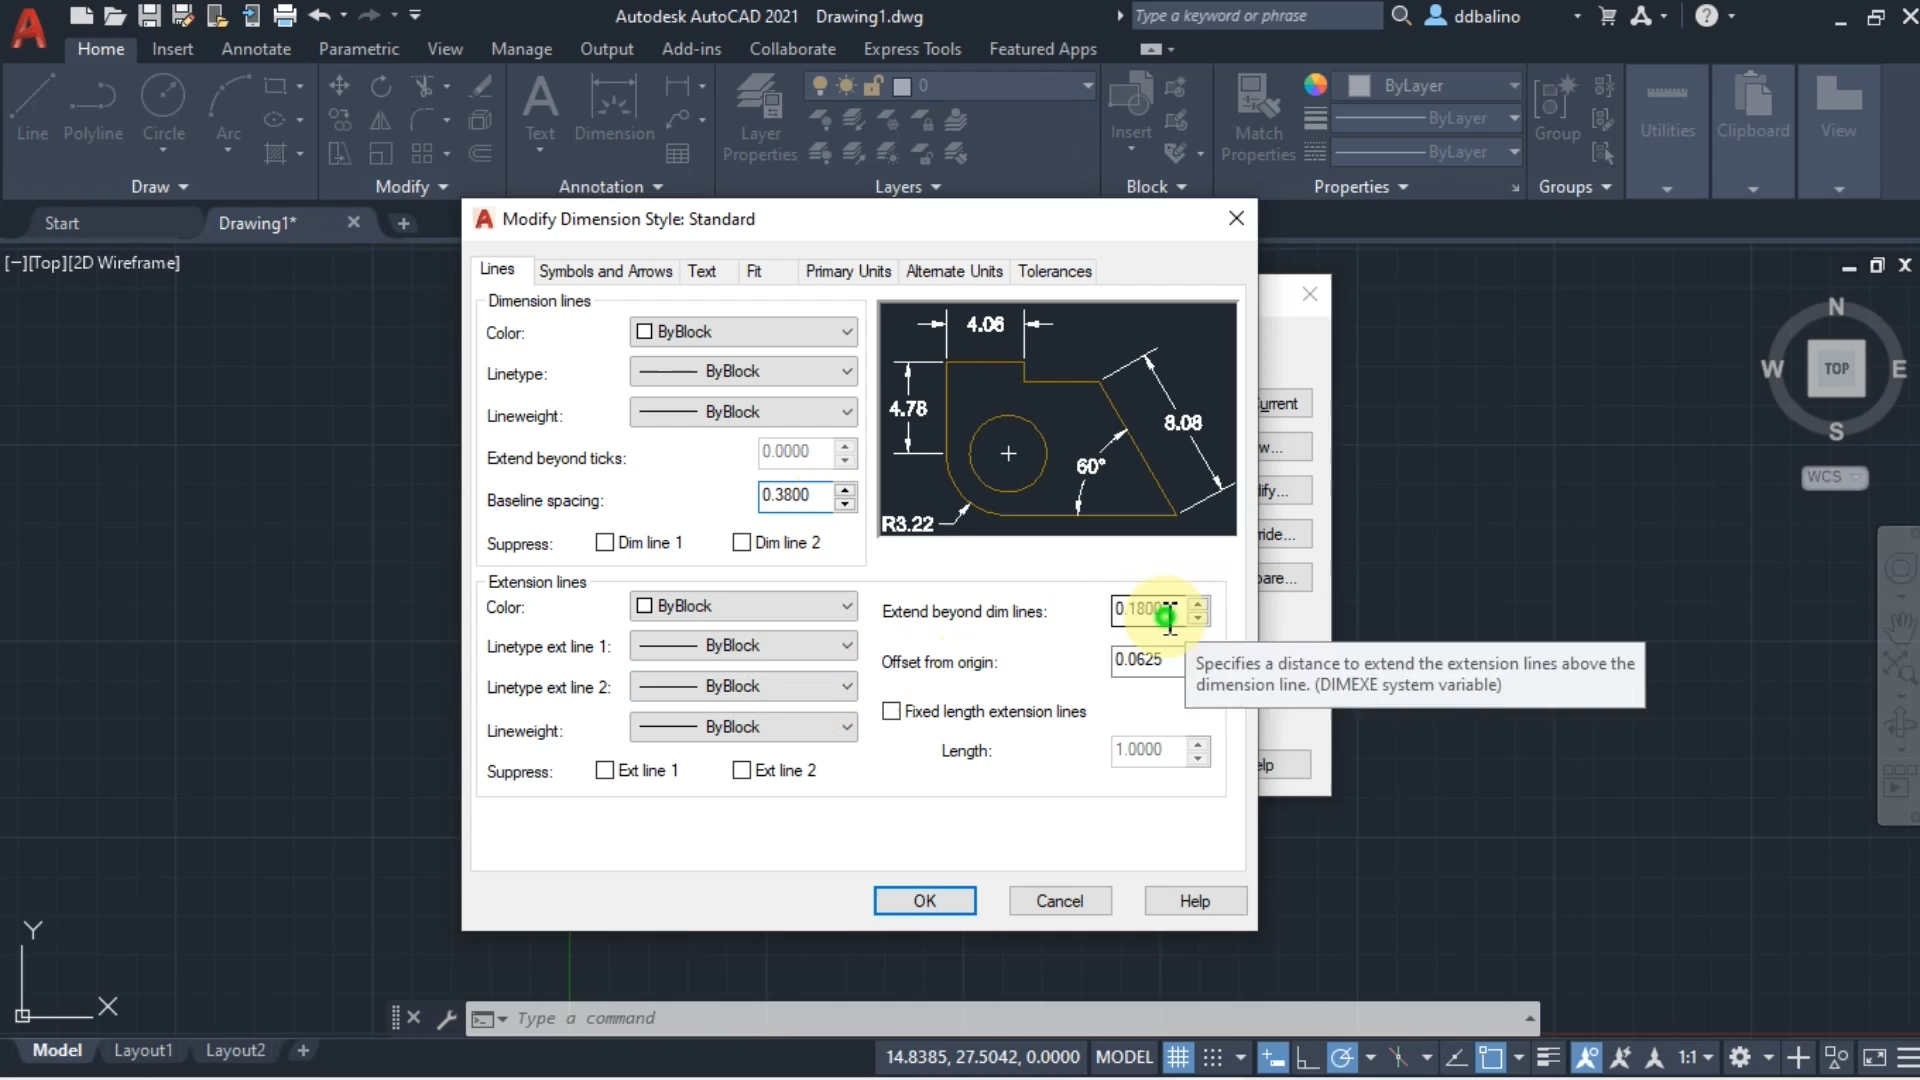 Autodesk AutoCAD 2021 Drawing1.dwg
Type a keyword or phrase
ddbalino
Home Insert Annotate Parametric View Manage Output Add-ins Collaborate Express Tools Featured Apps
0
ByLayer
ByLayer
ByLayer
Line Polyline Circle Arc
Text Dimension
Layer Properties
Insert
Match Properties
Group
Utilities
Clipboard
View
Draw Modify Annotation Layers Block Properties Groups
Start Drawing1*
[−][Top][2D Wireframe]
Modify Dimension Style: Standard
Lines Symbols and Arrows Text Fit Primary Units Alternate Units Tolerances
Dimension lines
Color: ByBlock
Linetype: ByBlock
Lineweight: ByBlock
Extend beyond ticks: 0.0000
Baseline spacing: 0.3800
Suppress: Dim line 1 Dim line 2
4.06
4.78
8.08
60°
R3.22
Extension lines
Color: ByBlock
Linetype ext line 1: ByBlock
Linetype ext line 2: ByBlock
Lineweight: ByBlock
Suppress: Ext line 1 Ext line 2
Extend beyond dim lines: 0.1800
Offset from origin: 0.0625
Fixed length extension lines
Length: 1.0000
Specifies a distance to extend the extension lines above the
dimension line. (DIMEXE system variable)
OK Cancel Help
urrent
w...
lify...
ride...
pare...
elp
N
W TOP E
S
WCS
Y
X
Type a command
Model Layout1 Layout2
14.8385, 27.5042, 0.0000 MODEL 1:1